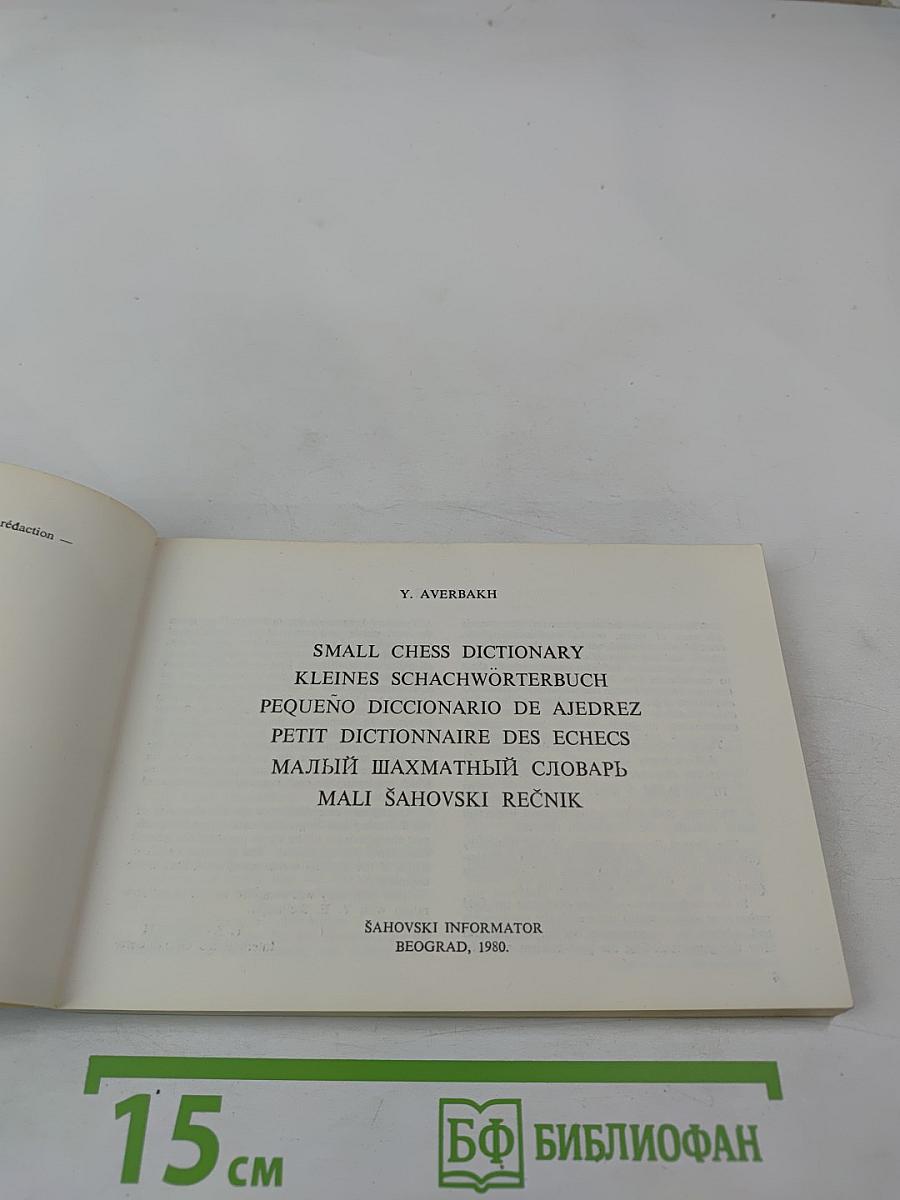 rédaction —
Y. AVERBAKH
SMALL CHESS DICTIONARY
KLEINES SCHACHWÖRTERBUCH
PEQUEÑO DICCIONARIO DE AJEDREZ
PETIT DICTIONNAIRE DES ECHECS
МАЛЫЙ ШАХМАТНЫЙ СЛОВАРЬ
MALI ŠAHOVSKI REČNIK
ŠAHOVSKI INFORMATOR
BEOGRAD, 1980.
15 см
БФ БИБЛИОФАН